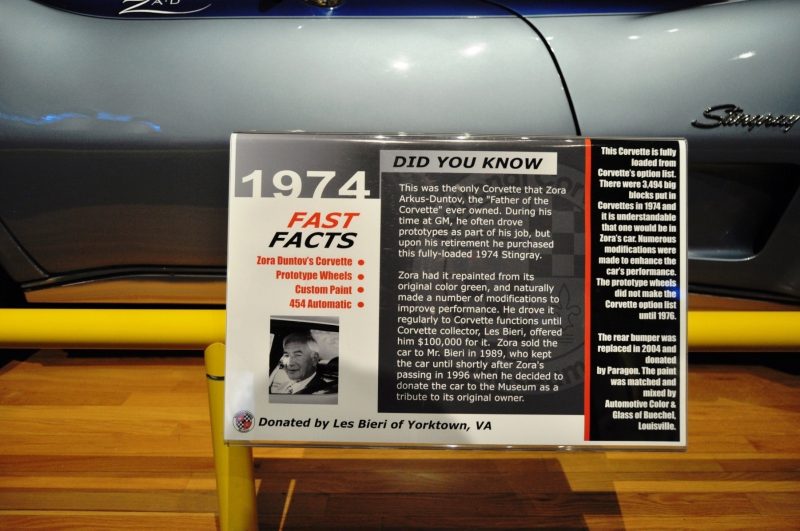 ZAD
Stingray
1974
FAST
FACTS
Zora Duntov's Corvette •
Prototype Wheels •
Custom Paint •
454 Automatic •
DID YOU KNOW
This was the only Corvette that Zora
Arkus-Duntov, the "Father of the
Corvette" ever owned. During his
time at GM, he often drove
prototypes as part of his job, but
upon his retirement he purchased
this fully-loaded 1974 Stingray.
Zora had it repainted from its
original color green, and naturally
made a number of modifications to
improve performance. He drove it
regularly to Corvette functions until
Corvette collector, Les Bieri, offered
him $100,000 for it. Zora sold the
car to Mr. Bieri in 1989, who kept
the car until shortly after Zora's
passing in 1996 when he decided to
donate the car to the Museum as a
tribute to its original owner.
This Corvette is fully
loaded from
Corvette's option list.
There were 3,494 big
blocks put in
Corvettes in 1974 and
it is understandable
that one would be in
Zora's car. Numerous
modifications were
made to enhance the
car's performance.
The prototype wheels
did not make the
Corvette option list
until 1976.
The rear bumper was
replaced in 2004 and
donated
by Paragon. The paint
was matched and
mixed by
Automotive Color &
Glass of Buechel,
Louisville.
Donated by Les Bieri of Yorktown, VA